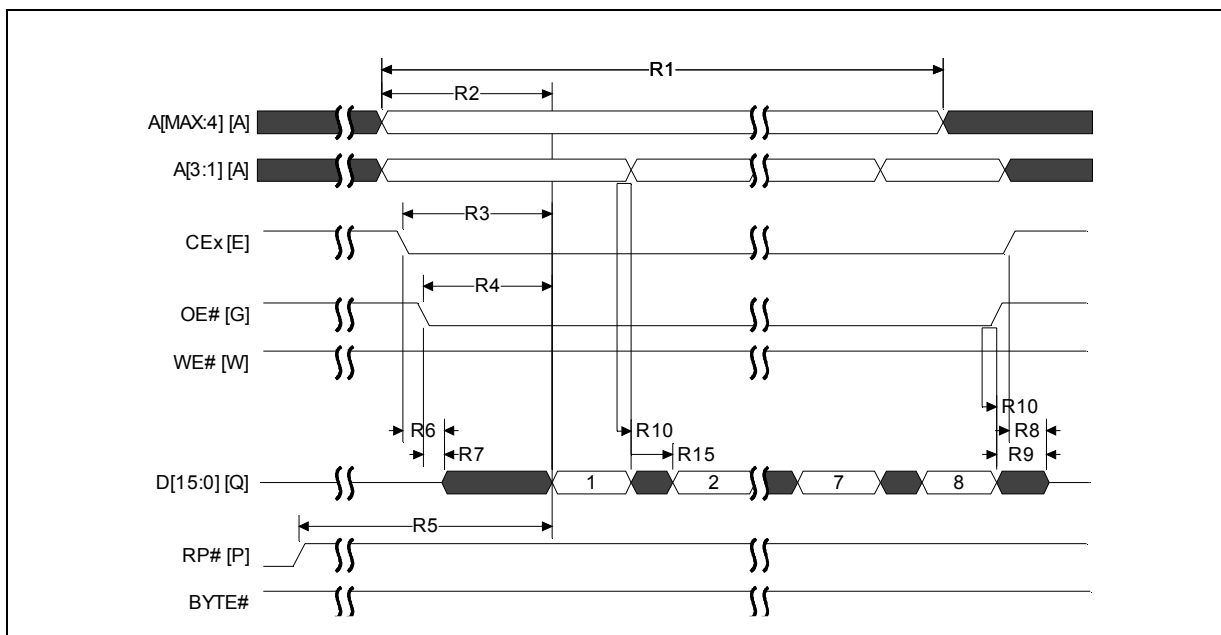 R1
R2
A[MAX:4] [A]
A[3:1] [A]
R3
CEx [E]
R4
OE# [G]
WE# [W]
R10
R6
R10
R8
R7
R15
R9
D[15:0] [Q]
1
2
7
8
R5
RP# [P]
BYTE#